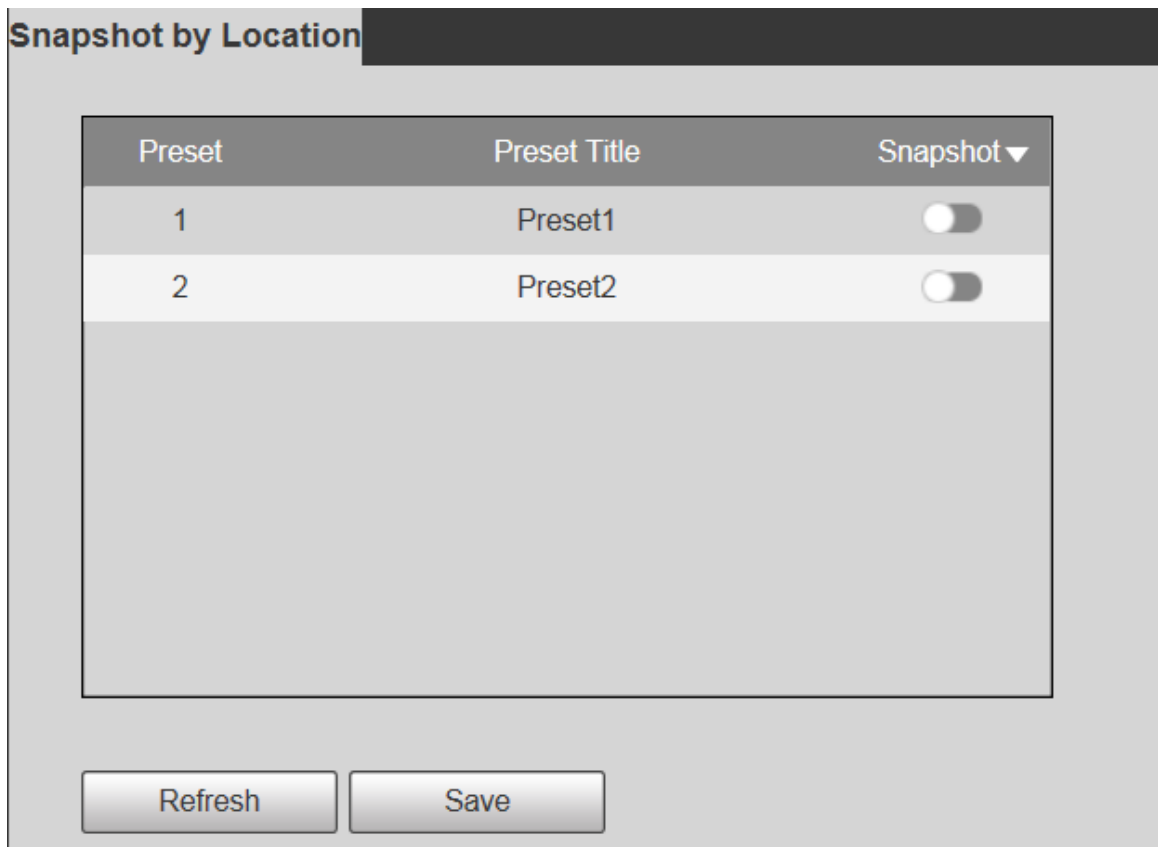 Snapshot by Location
Preset Preset Title Snapshot
1 Preset1
2 Preset2
Refresh Save